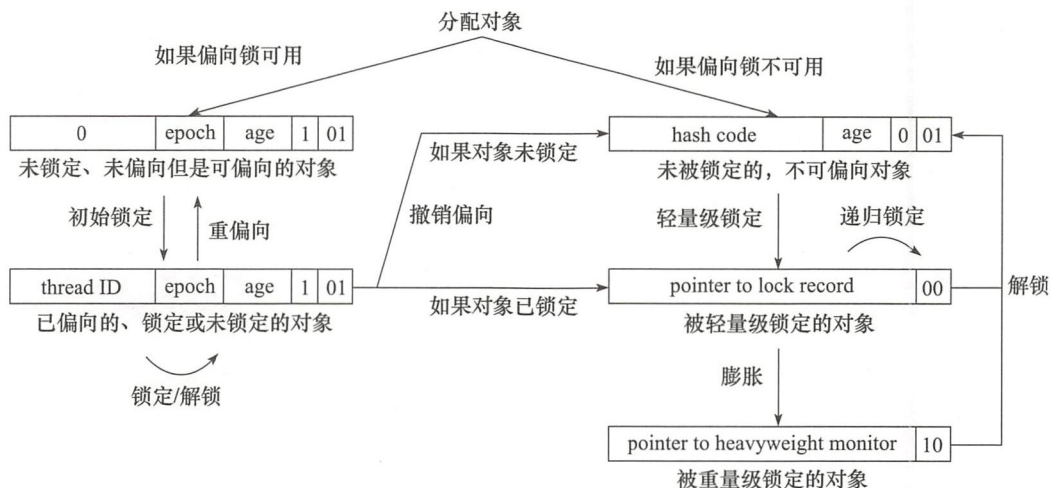 分配对象
如果偏向锁可用
如果偏向锁不可用
0 epoch age 1 01
hash code age 0 01
如果对象未锁定
未锁定、未偏向但是可偏向的对象
未被锁定的，不可偏向对象
初始锁定
重偏向
撤销偏向
轻量级锁定
递归锁定
thread ID epoch age 1 01
pointer to lock record 00
解锁
如果对象已锁定
已偏向的、锁定或未锁定的对象
被轻量级锁定的对象
锁定/解锁
膨胀
pointer to heavyweight monitor 10
被重量级锁定的对象